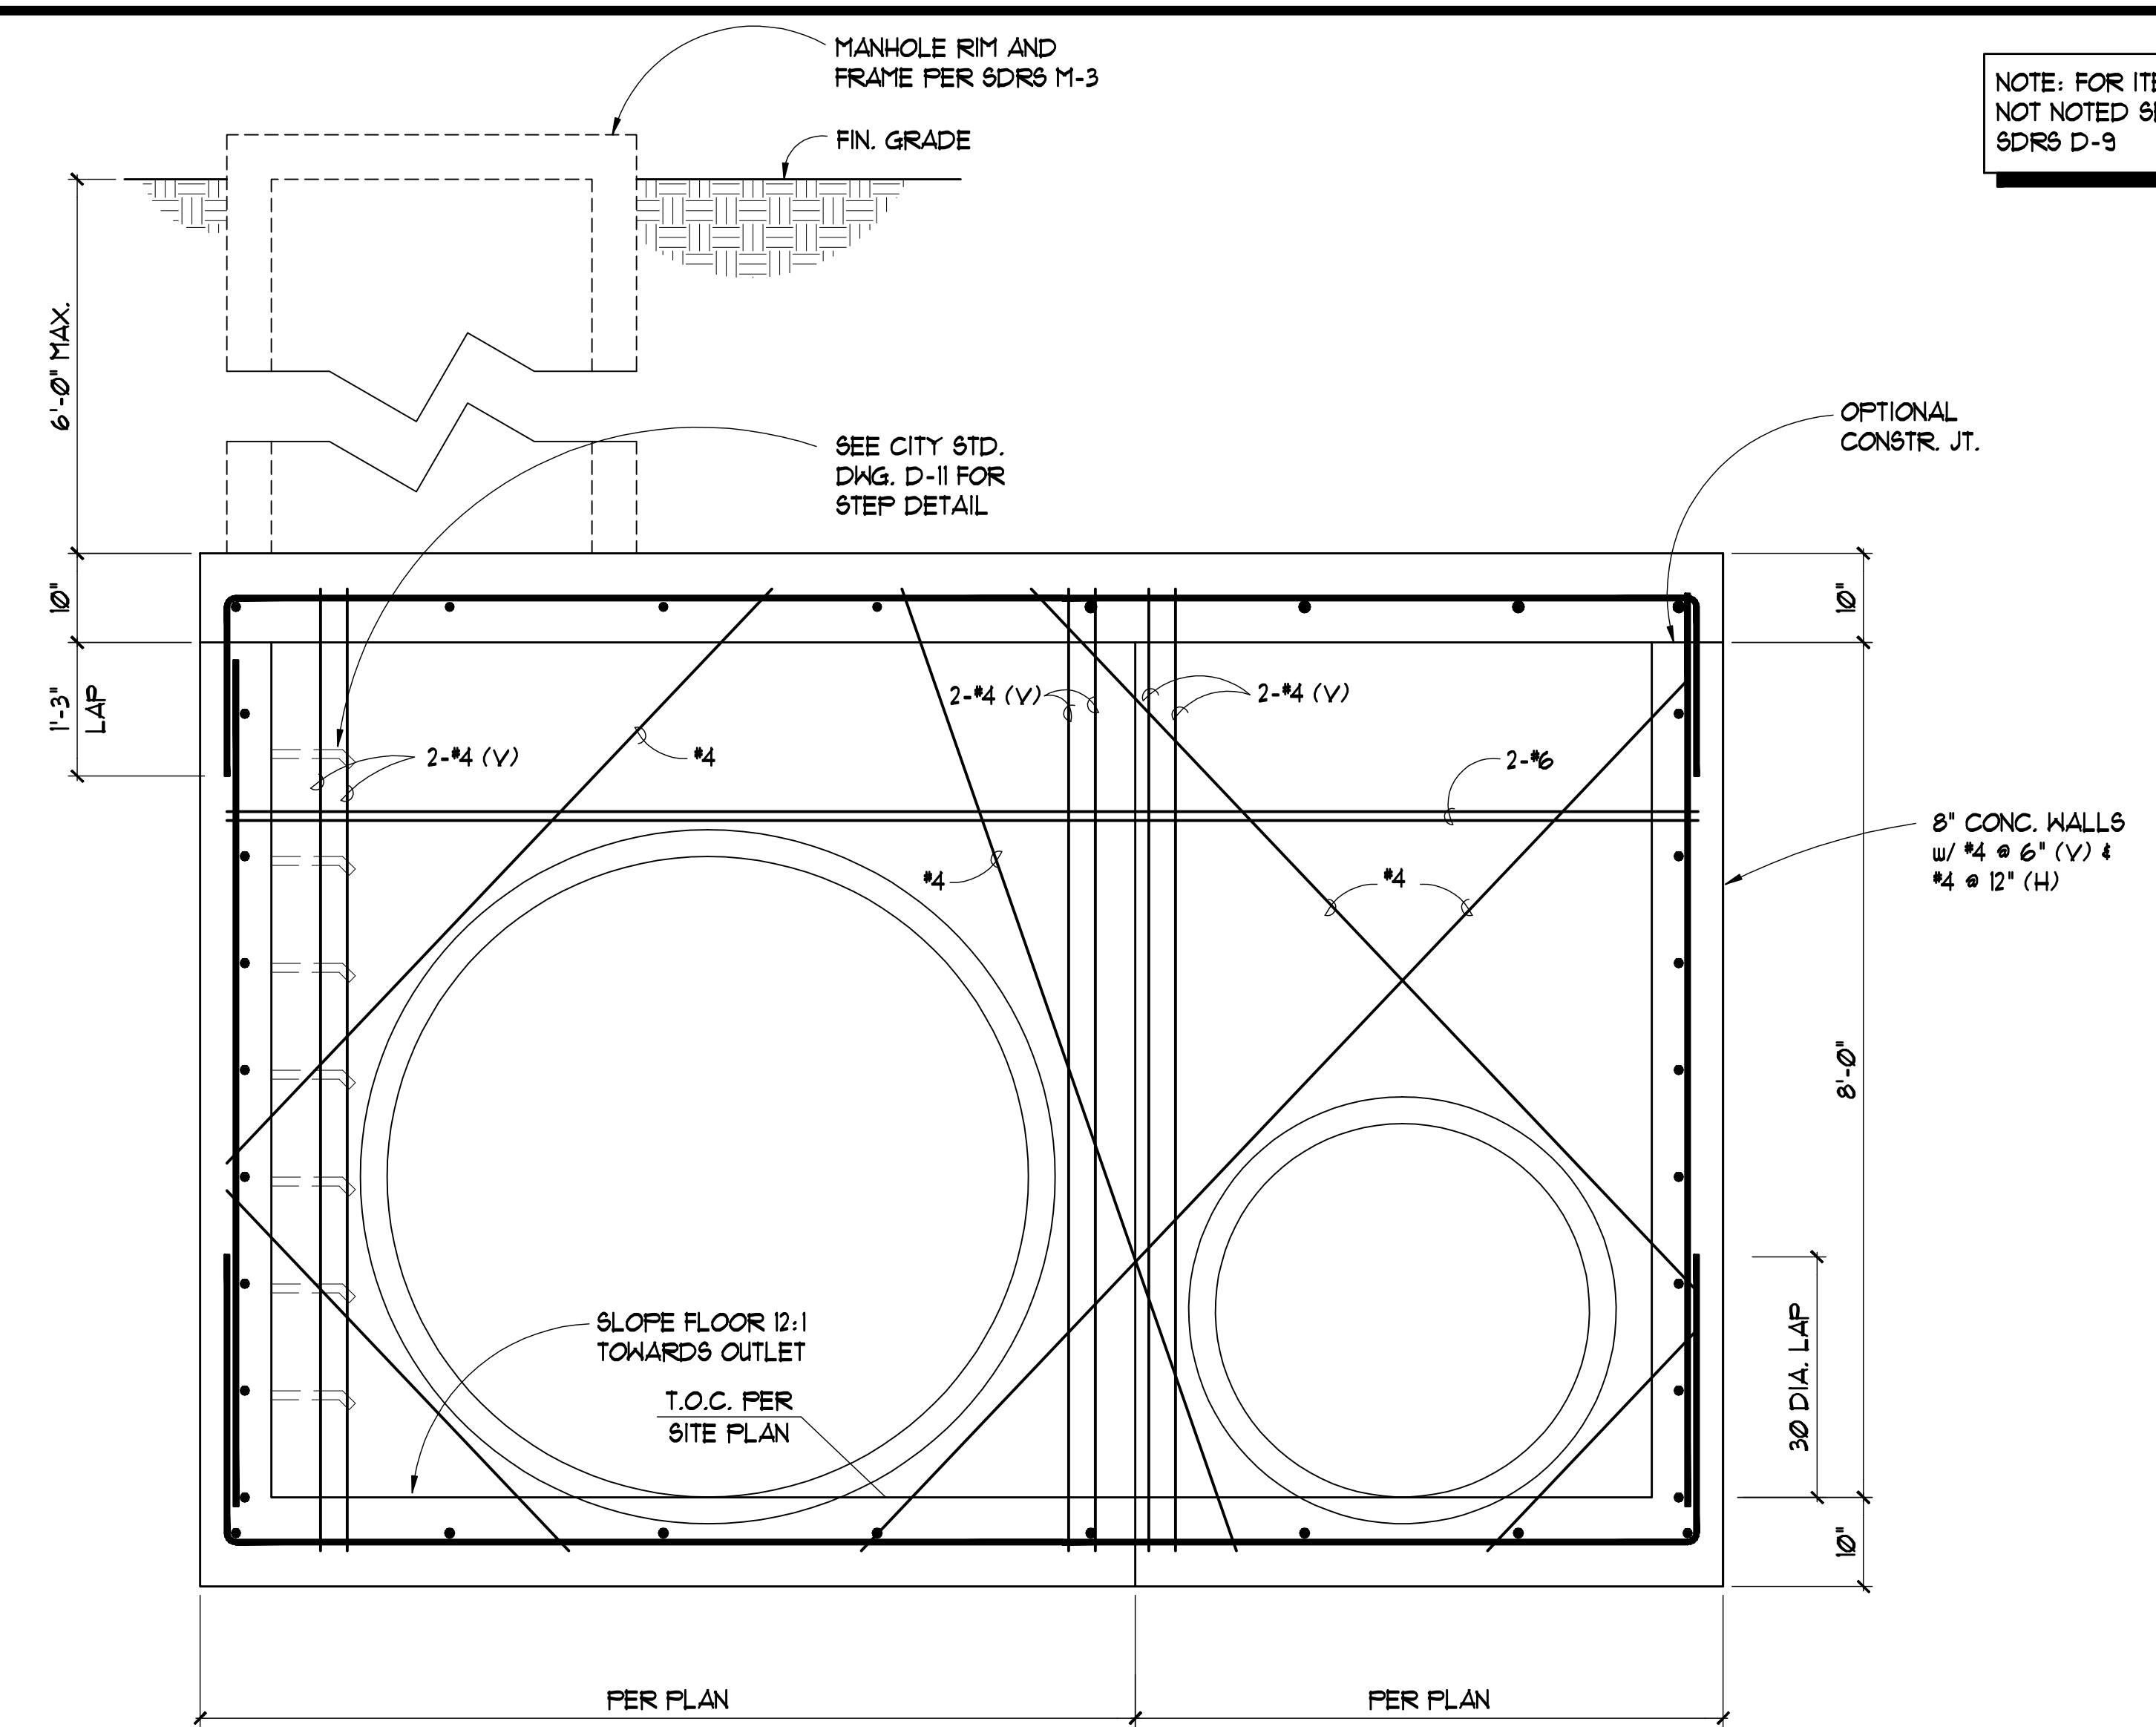 MANHOLE RIM AND
FRAME PER SDRS M-3
FIN. GRADE
NOTE: FOR
NOT NOTED
SDRS D-9
6'-0" MAX.
SEE CITY STD.
DWG. D-11 FOR
STEP DETAIL
OPTIONAL
CONSTR. JT.
10"
10"
1'-3"
LAP
2-#4 (V)
2-#4 (V)
2-#4 (V)
#4
2-#6
#4
#4
8" CONC. WALLS
w/ #4 @ 6" (V) &
#4 @ 12" (H)
8'-0"
SLOPE FLOOR 12:1
TOWARDS OUTLET
T.O.C. PER
SITE PLAN
30 DIA. LAP
10"
PER PLAN
PER PLAN